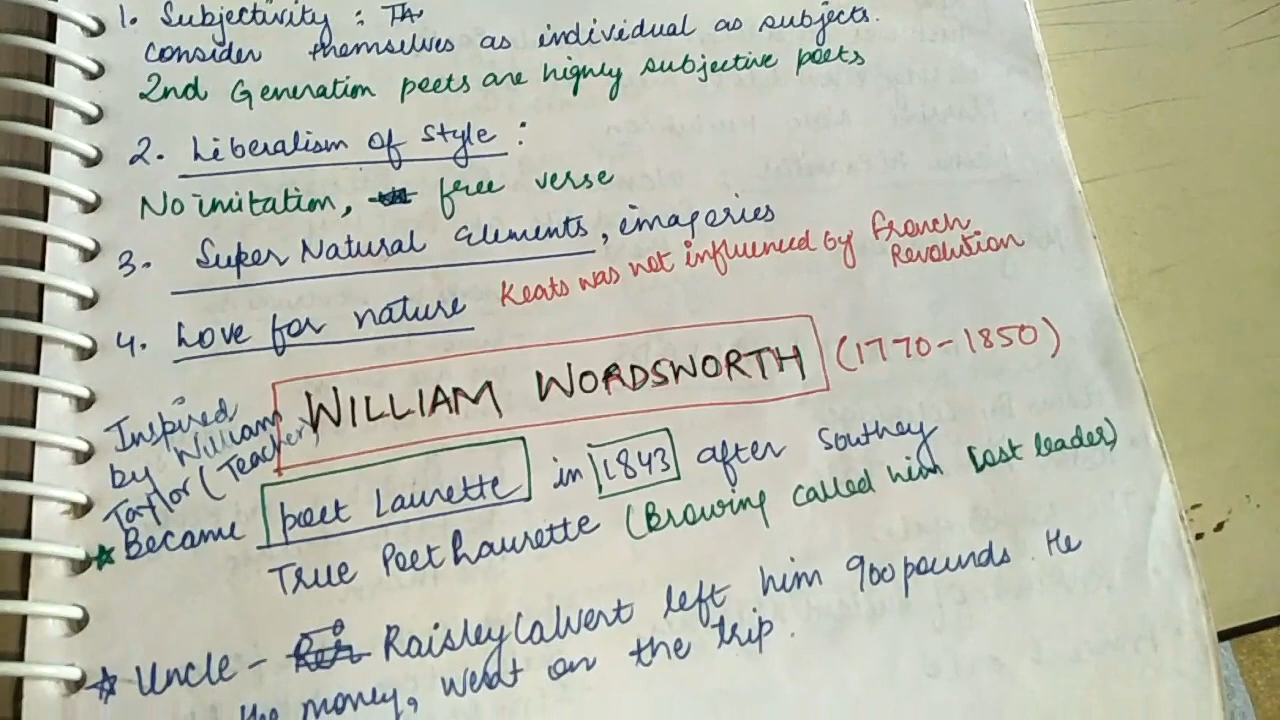 1. Subjectivity :
consider themselves as individual as subjects.
2nd Generation peets are highly subjective poets
2. Liberalism of Style :
No imitation, free verse
3. Super Natural elements, imageries
4. Love for nature
Keats was not influenced by French
Revolution
WILLIAM WORDSWORTH (1770-1850)
Inspired
by William
Taylor (Teacher)
☆ Became poet Laurette in 1843 after Southey
True Poet Laurette (Browing called him Lost leader)
☆ Uncle - Raisley Calvert left him 900 pounds. He
the money, went on the trip.